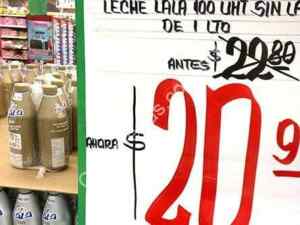 LECHE LALA 100 UHT SIN LA
DE 1 LTO
ANTES $ 22.80
AHORA $ 20.9